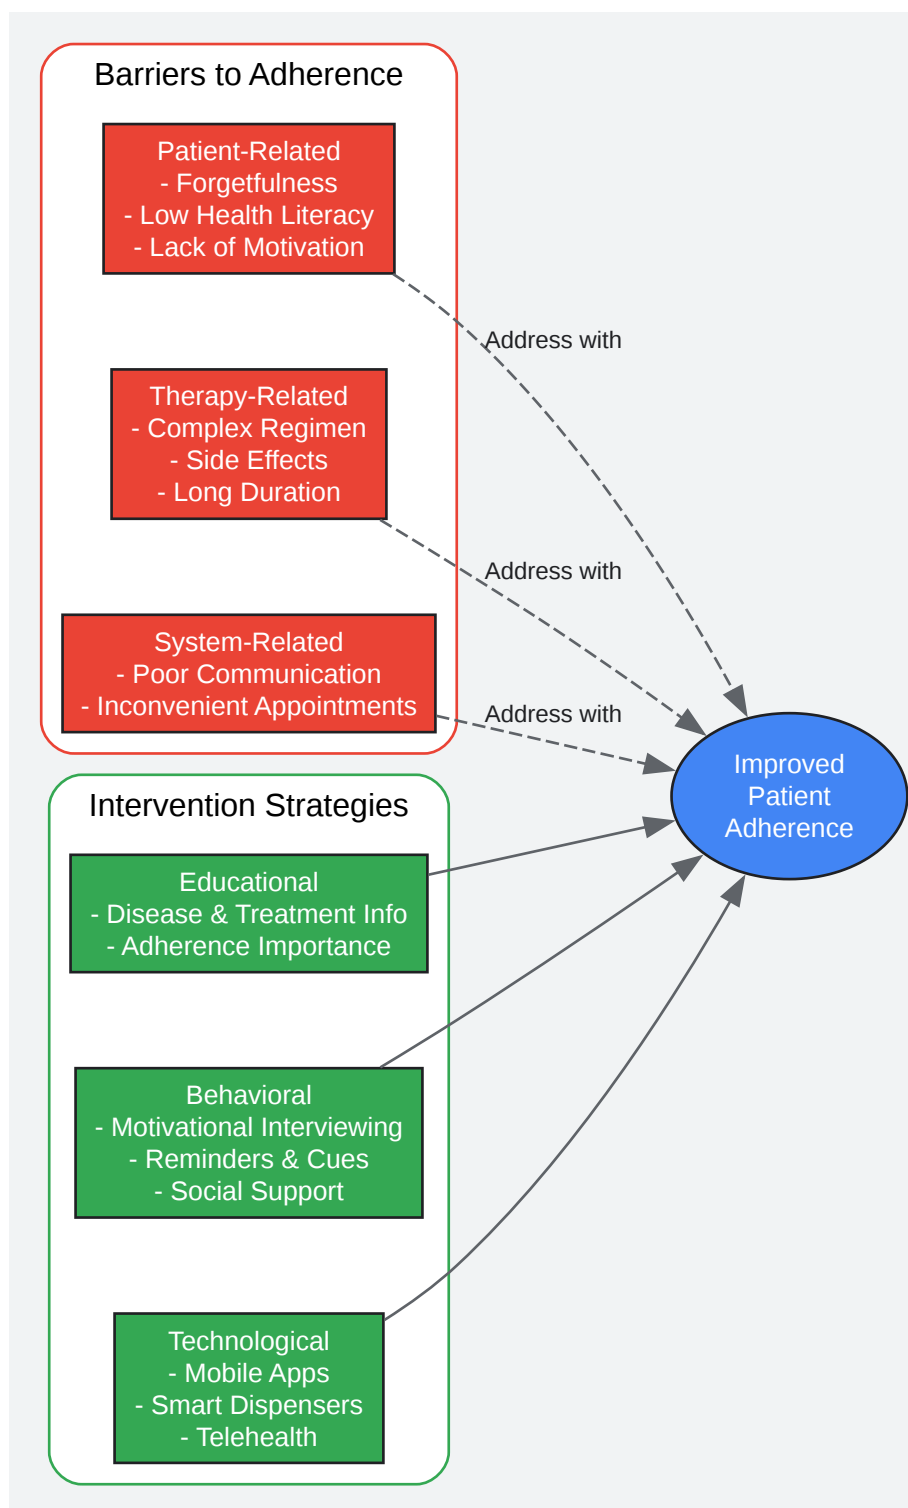 Barriers to Adherence
Patient-Related
- Forgetfulness
- Low Health Literacy
- Lack of Motivation
Address with
Therapy-Related
- Complex Regimen
- Side Effects
- Long Duration
Address with
System-Related
- Poor Communication
- Inconvenient Appointments
Address with
Improved
Patient
Adherence
Intervention Strategies
Educational
- Disease & Treatment Info
- Adherence Importance
Behavioral
- Motivational Interviewing
- Reminders & Cues
- Social Support
Technological
- Mobile Apps
- Smart Dispensers
- Telehealth